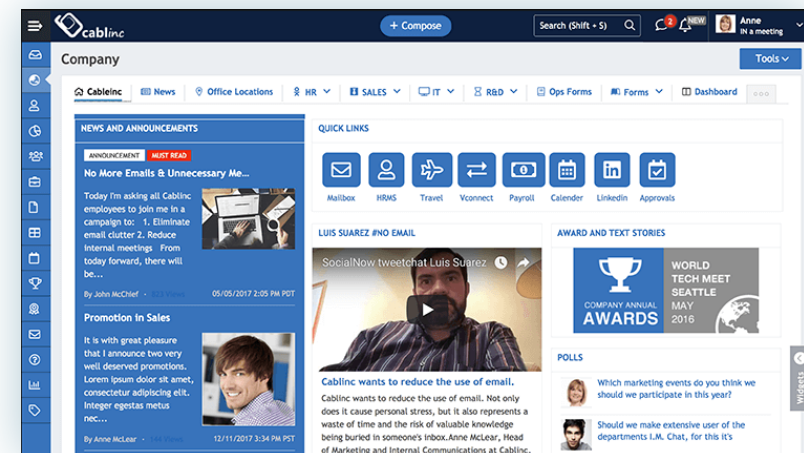 cablinc
+ Compose
Search (Shift + S)
2
NEW
Anne
IN a meeting
Company
Tools
Cableinc
News
Office Locations
HR
SALES
IT
R&D
Ops Forms
Forms
Dashboard
NEWS AND ANNOUNCEMENTS
ANNOUNCEMENT
MUST READ
No More Emails & Unnecessary Me...
Today I'm asking all Cablinc
employees to join me in a
campaign to: 1. Eliminate
email clutter 2. Reduce
internal meetings From
today forward, there will
be...
By John McChief - 823 Views
05/05/2017 2:05 PM PDT
Promotion in Sales
It is with great pleasure
that I announce two very
well deserved promotions.
Lorem ipsum dolor sit amet,
consectetur adipiscing elit.
Integer egestas metus
nec...
By Anne McLear -
12/11/2017 3:34 PM PST
QUICK LINKS
Mailbox
HRMS
Travel
Vconnect
Payroll
Calender
Linkedin
Approvals
LUIS SUAREZ #NO EMAIL
SocialNow tweetchat Luis Suarez
Cablinc wants to reduce the use of email.
Cablinc wants to reduce the use of email. Not only
does it cause personal stress, but it also represents a
waste of time and the risk of valuable knowledge
being buried in someone's inbox.Anne McLear, Head
of Marketing and Internal Communications at Cablinc,
AWARD AND TEXT STORIES
COMPANY ANNUAL
AWARDS
WORLD
TECH MEET
SEATTLE
MAY
2016
POLLS
Which marketing events do you think we
should we participate in this year?
Should we make extensive user of the
departments I.M. Chat, for this it's
Widgets